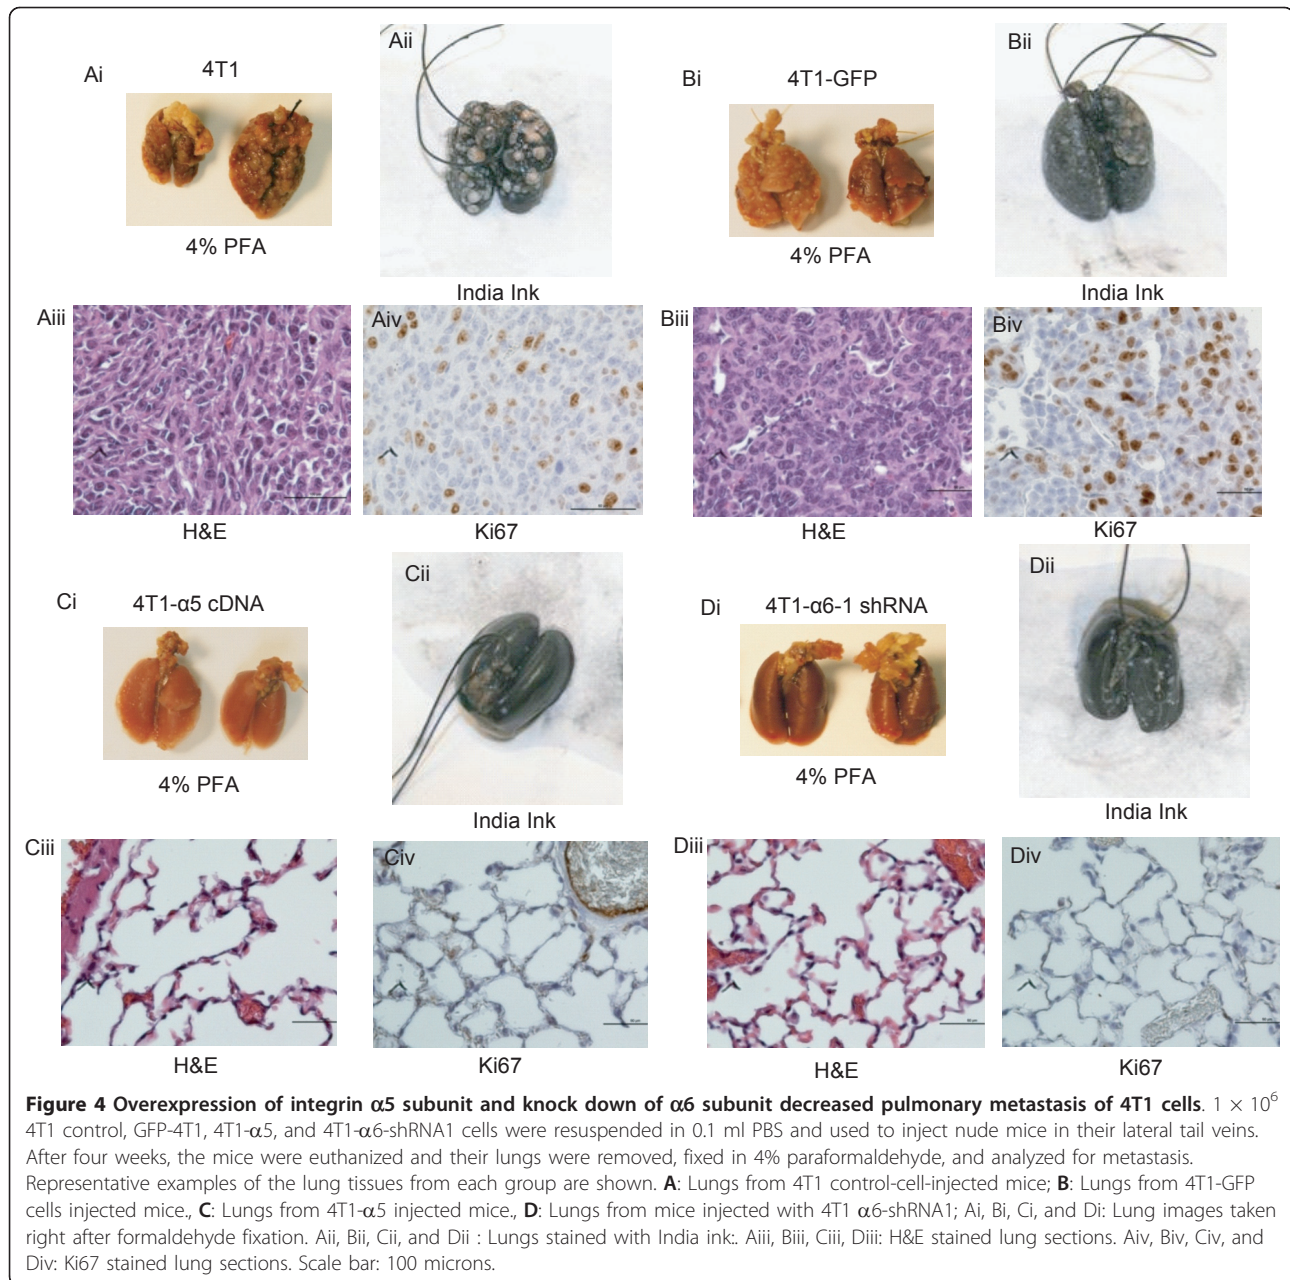 Ai
4T1
Aii
Bi
4T1-GFP
Bii
4% PFA
4% PFA
India Ink
India Ink
Aiii
Aiv
Biii
Biv
H&E
Ki67
H&E
Ki67
Ci
4T1-α5 cDNA
Cii
Di
4T1-α6-1 shRNA
Dii
4% PFA
4% PFA
India Ink
India Ink
Ciii
Civ
Diii
Div
H&E
Ki67
H&E
Ki67
Figure 4 Overexpression of integrin α5 subunit and knock down of α6 subunit decreased pulmonary metastasis of 4T1 cells. 1 × 10⁶
4T1 control, GFP-4T1, 4T1-α5, and 4T1-α6-shRNA1 cells were resuspended in 0.1 ml PBS and used to inject nude mice in their lateral tail veins.
After four weeks, the mice were euthanized and their lungs were removed, fixed in 4% paraformaldehyde, and analyzed for metastasis.
Representative examples of the lung tissues from each group are shown. A: Lungs from 4T1 control-cell-injected mice; B: Lungs from 4T1-GFP
cells injected mice., C: Lungs from 4T1-α5 injected mice., D: Lungs from mice injected with 4T1 α6-shRNA1; Ai, Bi, Ci, and Di: Lung images taken
right after formaldehyde fixation. Aii, Bii, Cii, and Dii : Lungs stained with India ink:. Aiii, Biii, Ciii, Diii: H&E stained lung sections. Aiv, Biv, Civ, and
Div: Ki67 stained lung sections. Scale bar: 100 microns.